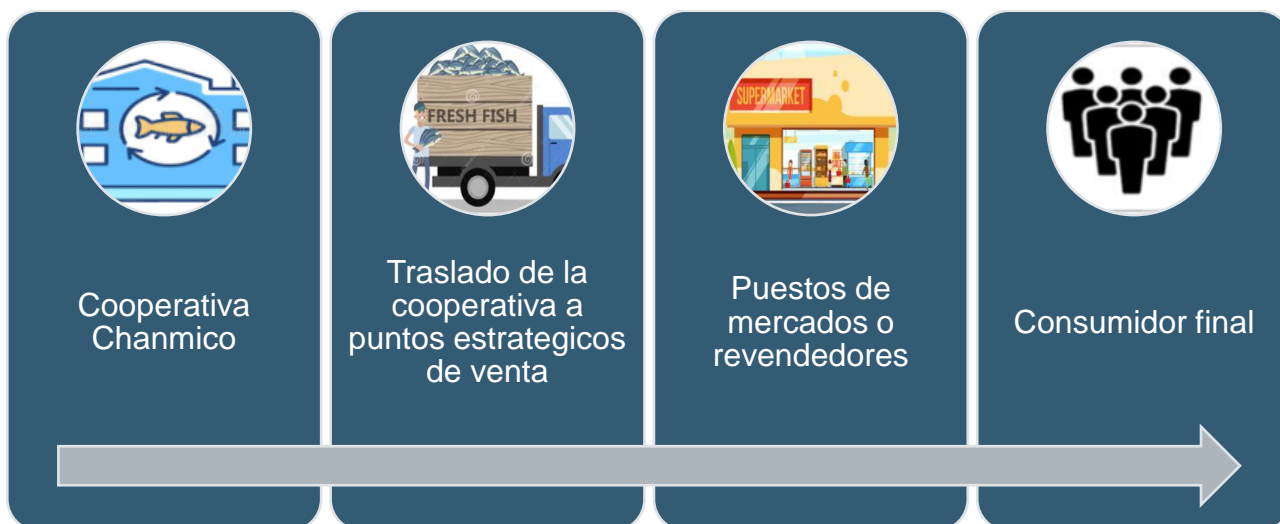 FRESH FISH
SUPERMARKET
Cooperativa
Chanmico
Traslado de la
cooperativa a
puntos estrategicos
de venta
Puestos de
mercados o
revendedores
Consumidor final